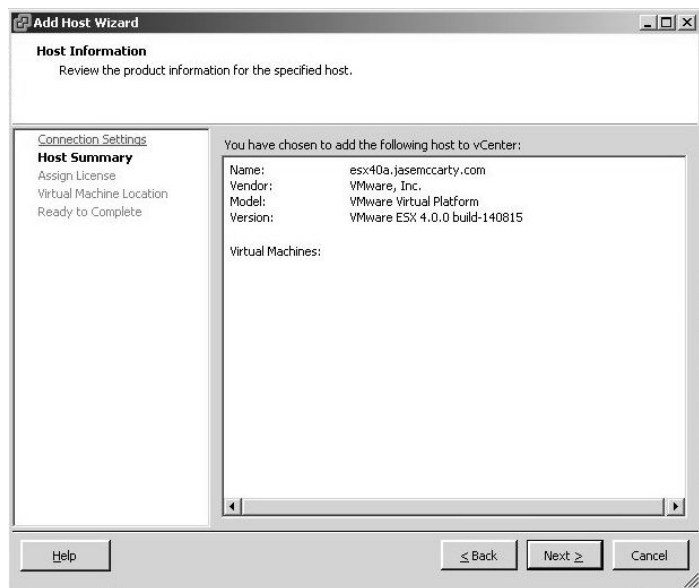 Add Host Wizard
Host Information
Review the product information for the specified host.
Connection Settings
Host Summary
Assign License
Virtual Machine Location
Ready to Complete
You have chosen to add the following host to vCenter:
Name: esx40a.jasemccarty.com
Vendor: VMware, Inc.
Model: VMware Virtual Platform
Version: VMware ESX 4.0.0 build-140815
Virtual Machines:
Help
< Back
Next >
Cancel